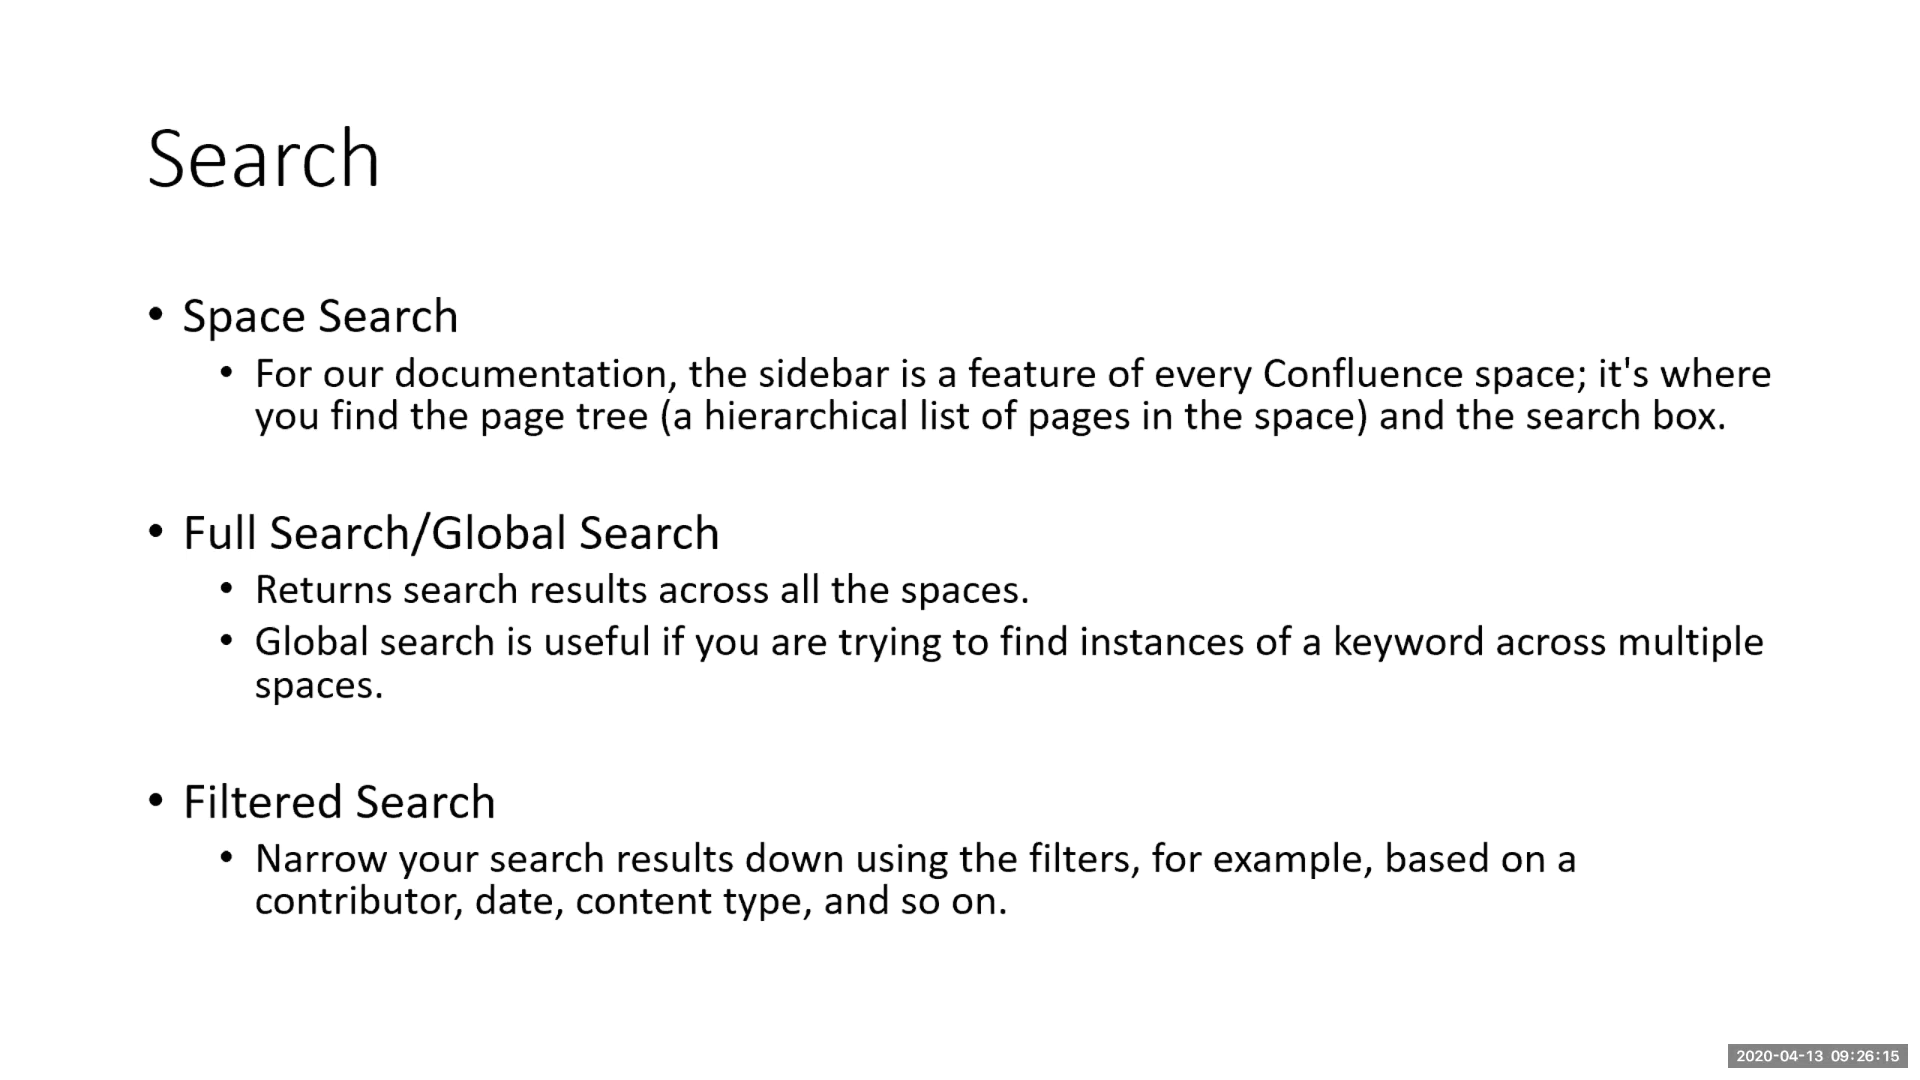 Search
• Space Search
• For our documentation, the sidebar is a feature of every Confluence space; it's where
you find the page tree (a hierarchical list of pages in the space) and the search box.
• Full Search/Global Search
• Returns search results across all the spaces.
• Global search is useful if you are trying to find instances of a keyword across multiple
spaces.
• Filtered Search
• Narrow your search results down using the filters, for example, based on a
contributor, date, content type, and so on.
2020-04-13 09:26:15